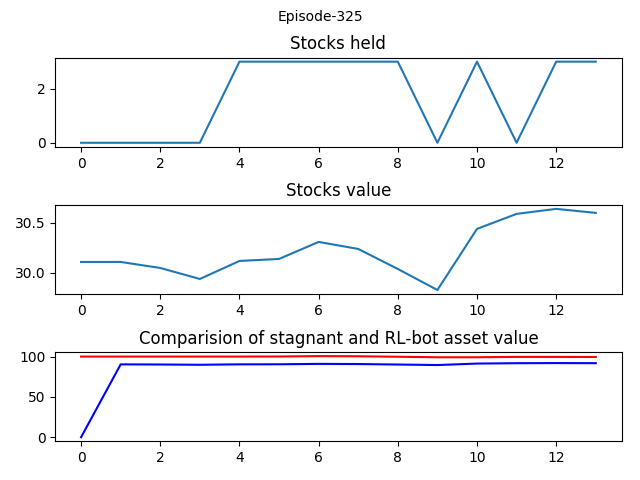 Episode-325
Stocks held
2
0
0 2 4 6 8 10 12
Stocks value
30.5
30.0
0 2 4 6 8 10 12
Comparision of stagnant and RL-bot asset value
100
50
0
0 2 4 6 8 10 12